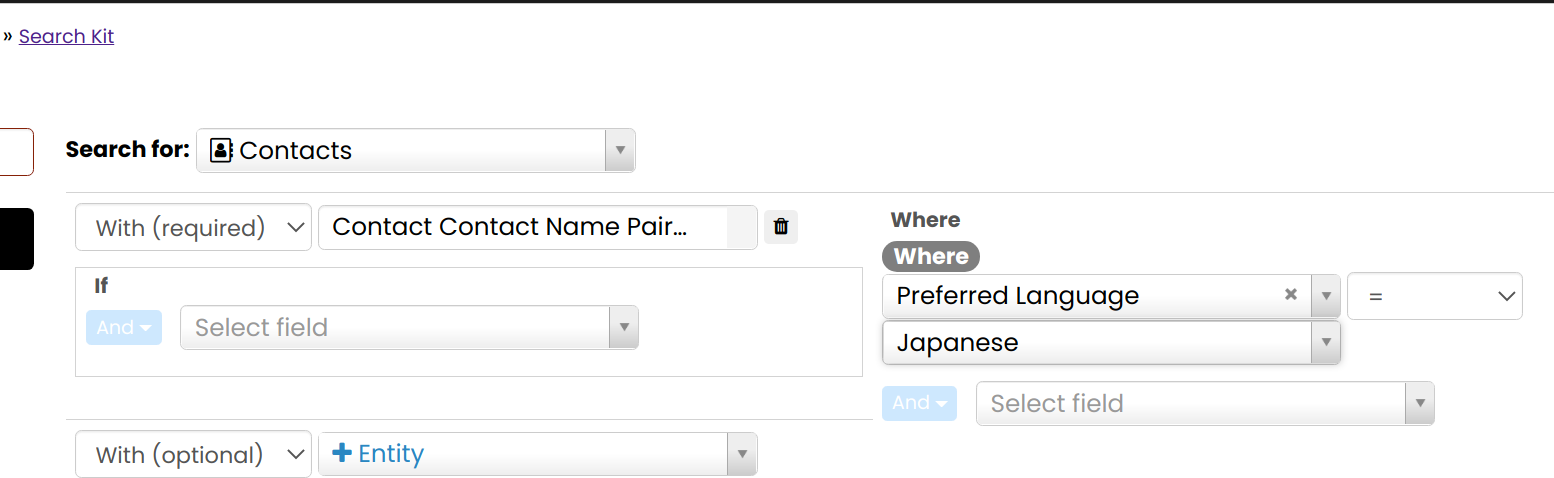 » Search Kit
Search for: Contacts
With (required) Contact Contact Name Pair...
If
And Select field
With (optional) + Entity
Where
Where
Preferred Language × =
Japanese
And Select field